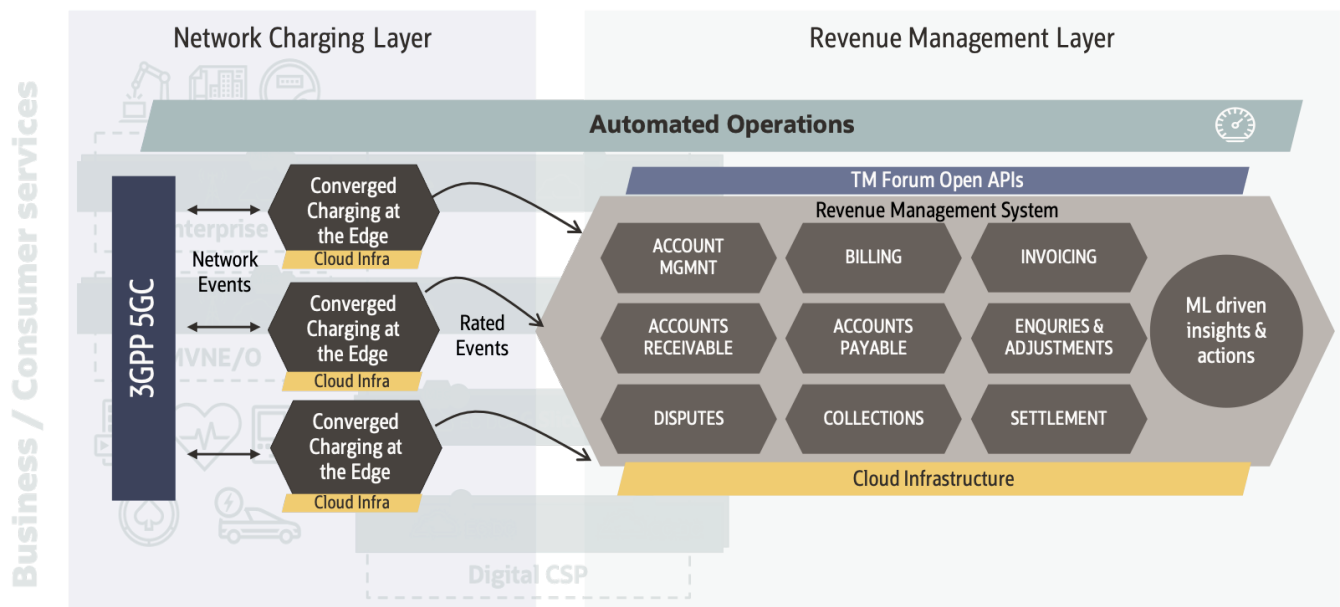 Network Charging Layer
Revenue Management Layer
Business / Consumer services
Automated Operations
TM Forum Open APIs
Revenue Management System
3GPP 5GC
Network
Events
Converged
Charging at
the Edge
Cloud Infra
Converged
Charging at
the Edge
Cloud Infra
Converged
Charging at
the Edge
Cloud Infra
Rated
Events
ACCOUNT
MGMNT
BILLING
INVOICING
ACCOUNTS
RECEIVABLE
ACCOUNTS
PAYABLE
ENQURIES &
ADJUSTMENTS
DISPUTES
COLLECTIONS
SETTLEMENT
ML driven
insights &
actions
Cloud Infrastructure
Digital CSP